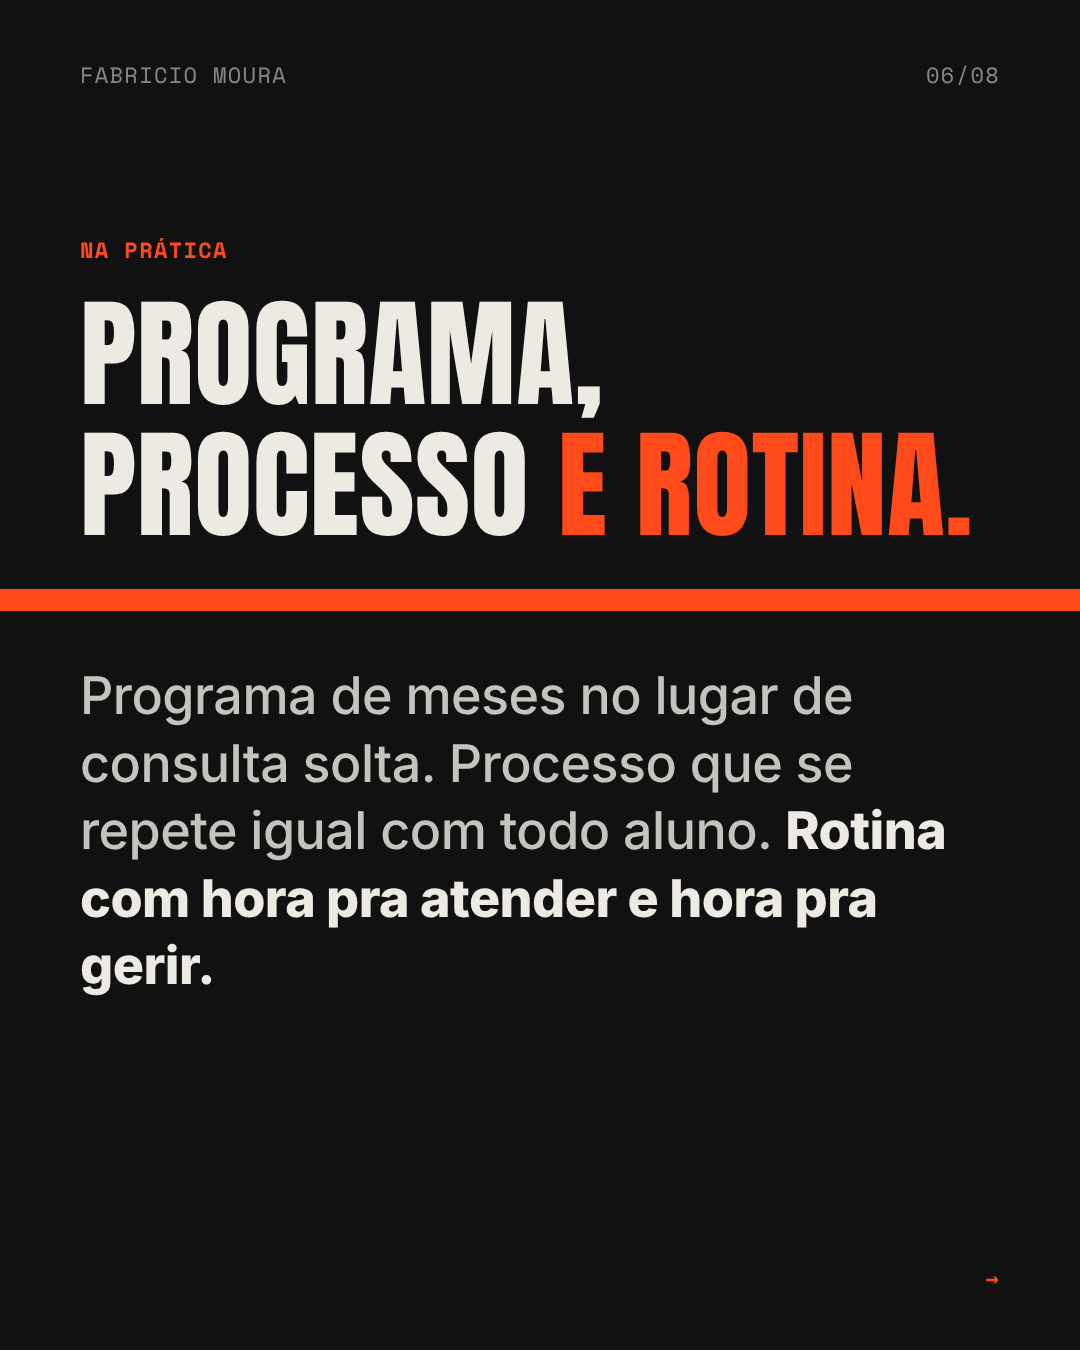 FABRICIO MOURA
06/08
NA PRÁTICA
PROGRAMA,
PROCESSO E ROTINA.
Programa de meses no lugar de
consulta solta. Processo que se
repete igual com todo aluno. Rotina
com hora pra atender e hora pra
gerir.
→